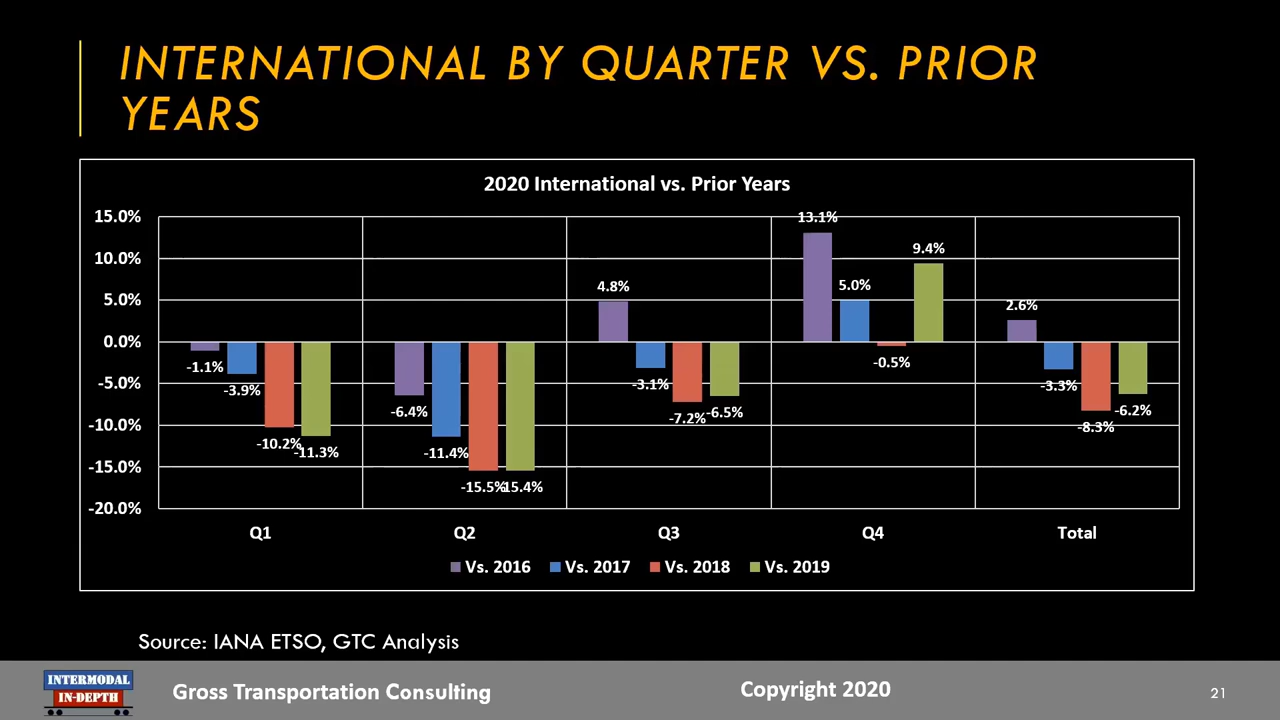 INTERNATIONAL BY QUARTER VS. PRIOR
YEARS
2020 International vs. Prior Years
15.0%
10.0%
5.0%
0.0%
-5.0%
-10.0%
-15.0%
-20.0%
-1.1%
-3.9%
-10.2%
-11.3%
-6.4%
-11.4%
-15.5%
-15.4%
4.8%
-3.1%
-7.2%
-6.5%
13.1%
5.0%
-0.5%
9.4%
2.6%
-3.3%
-8.3%
-6.2%
Q1 Q2 Q3 Q4 Total
Vs. 2016 Vs. 2017 Vs. 2018 Vs. 2019
Source: IANA ETSO, GTC Analysis
INTERMODAL
IN-DEPTH
Gross Transportation Consulting
Copyright 2020
21